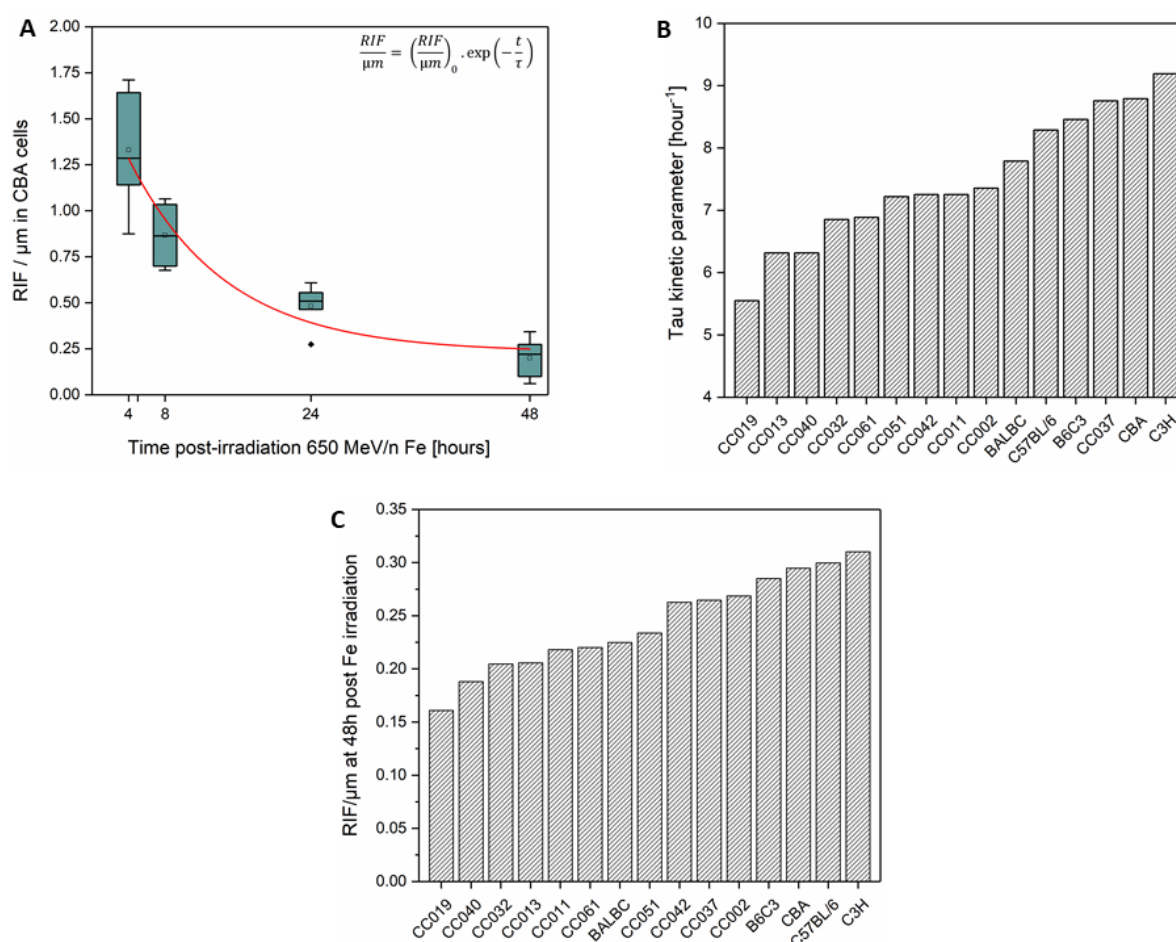 A
2.00
1.75
1.50
1.25
1.00
0.75
0.50
0.25
0.00
RIF / μm in CBA cells
RIF/μm = (RIF/μm)₀ . exp(−t/τ)
4 8 24 48
Time post-irradiation 650 MeV/n Fe [hours]
B
10
9
8
7
6
5
4
Tau kinetic parameter [hour⁻¹]
CC019 CC013 CC040 CC032 CC061 CC051 CC042 CC011 CC002 BALBC C57BL/6 B6C3 CC037 CBA C3H
C
0.35
0.30
0.25
0.20
0.15
0.10
0.05
0.00
RIF/μm at 48h post Fe irradiation
CC019 CC040 CC032 CC013 CC011 CC061 BALBC CC051 CC042 CC037 CC002 B6C3 CBA C57BL/6 C3H